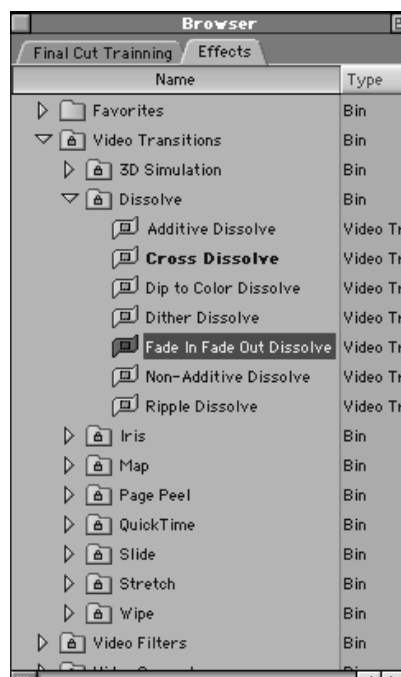 Browser
Final Cut Trainning Effects
Name Type
Favorites Bin
Video Transitions Bin
3D Simulation Bin
Dissolve Bin
Additive Dissolve Video Tr
Cross Dissolve Video Tr
Dip to Color Dissolve Video Tr
Dither Dissolve Video Tr
Fade In Fade Out Dissolve Video Tr
Non-Additive Dissolve Video Tr
Ripple Dissolve Video Tr
Iris Bin
Map Bin
Page Peel Bin
QuickTime Bin
Slide Bin
Stretch Bin
Wipe Bin
Video Filters Bin